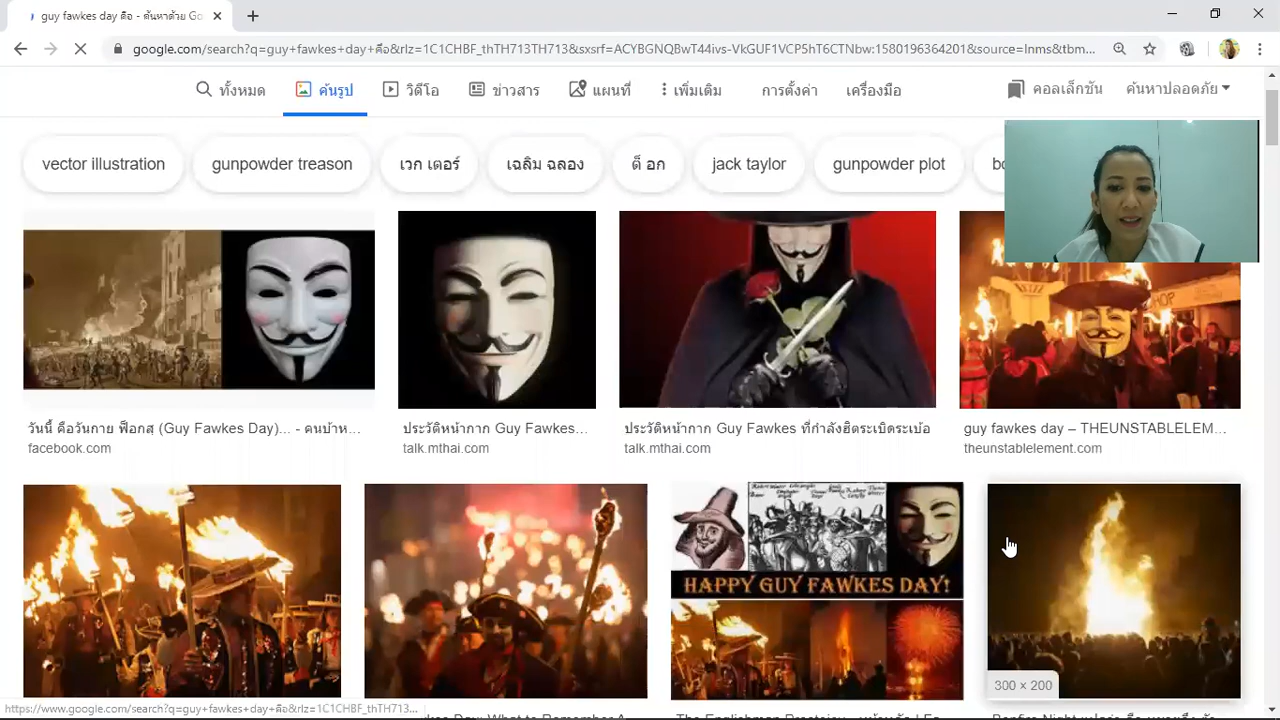 guy fawkes day คือ - ค้นหาด้วย Go
google.com/search?q=guy+fawkes+day+คือ&rlz=1C1CHBF_thTH713TH713&sxsrf=ACYBGNQBwT44ivs-VkGUF1VCP5hT6CTNbw:1580196364201&source=lnms&tbm...
ทั้งหมด ค้นรูป วิดีโอ ข่าวสาร แผนที่ เพิ่มเติม การตั้งค่า เครื่องมือ คอลเล็กชัน ค้นหาปลอดภัย
vector illustration gunpowder treason เรก เตอร์ เฉลิม ฉลอง ต็ อก jack taylor gunpowder plot
วันนี้ คือวันกาย ฟ็อกสฺ (Guy Fawkes Day)... - คนบ้าห... ประวัติหน้ากาก Guy Fawkes... ประวัติหน้ากาก Guy Fawkes ที่กำลังฮิตระเบิดระเบ้อ guy fawkes day – THEUNSTABLELEM...
facebook.com talk.mthai.com talk.mthai.com theunstablelement.com
HAPPY GUY FAWKES DAY!
300 × 200
https://www.google.com/search?q=guy+fawkes+day+คือ&rlz=1C1CHBF_thTH713...